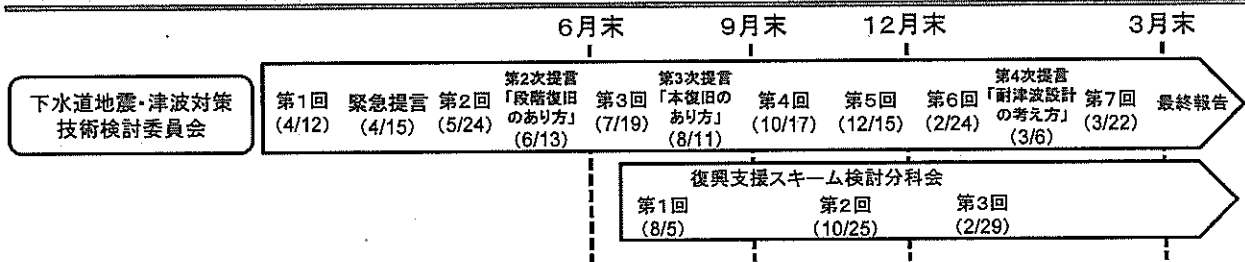 6月末 9月末 12月末 3月末
下水道地震・津波対策
技術検討委員会
第1回
(4/12)
緊急提言
(4/15)
第2回
(5/24)
第2次提言
「段階復旧
のあり方」
(6/13)
第3回
(7/19)
第3次提言
「本復旧の
あり方」
(8/11)
第4回
(10/17)
第5回
(12/15)
第6回
(2/24)
第4次提言
「耐津波設計
の考え方」
(3/6)
第7回
(3/22)
最終報告
復興支援スキーム検討分科会
第1回
(8/5)
第2回
(10/25)
第3回
(2/29)